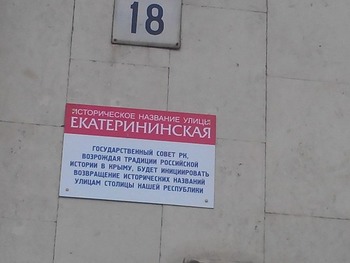 18
ИСТОРИЧЕСКОЕ НАЗВАНИЕ УЛИЦЫ
ЕКАТЕРИНИНСКАЯ
ГОСУДАРСТВЕННЫЙ СОВЕТ РК,
ВОЗРОЖДАЯ ТРАДИЦИИ РОССИЙСКОЙ
ИСТОРИИ В КРЫМУ, БУДЕТ ИНИЦИИРОВАТЬ
ВОЗВРАЩЕНИЕ ИСТОРИЧЕСКИХ НАЗВАНИЙ
УЛИЦАМ СТОЛИЦЫ НАШЕЙ РЕСПУБЛИКИ